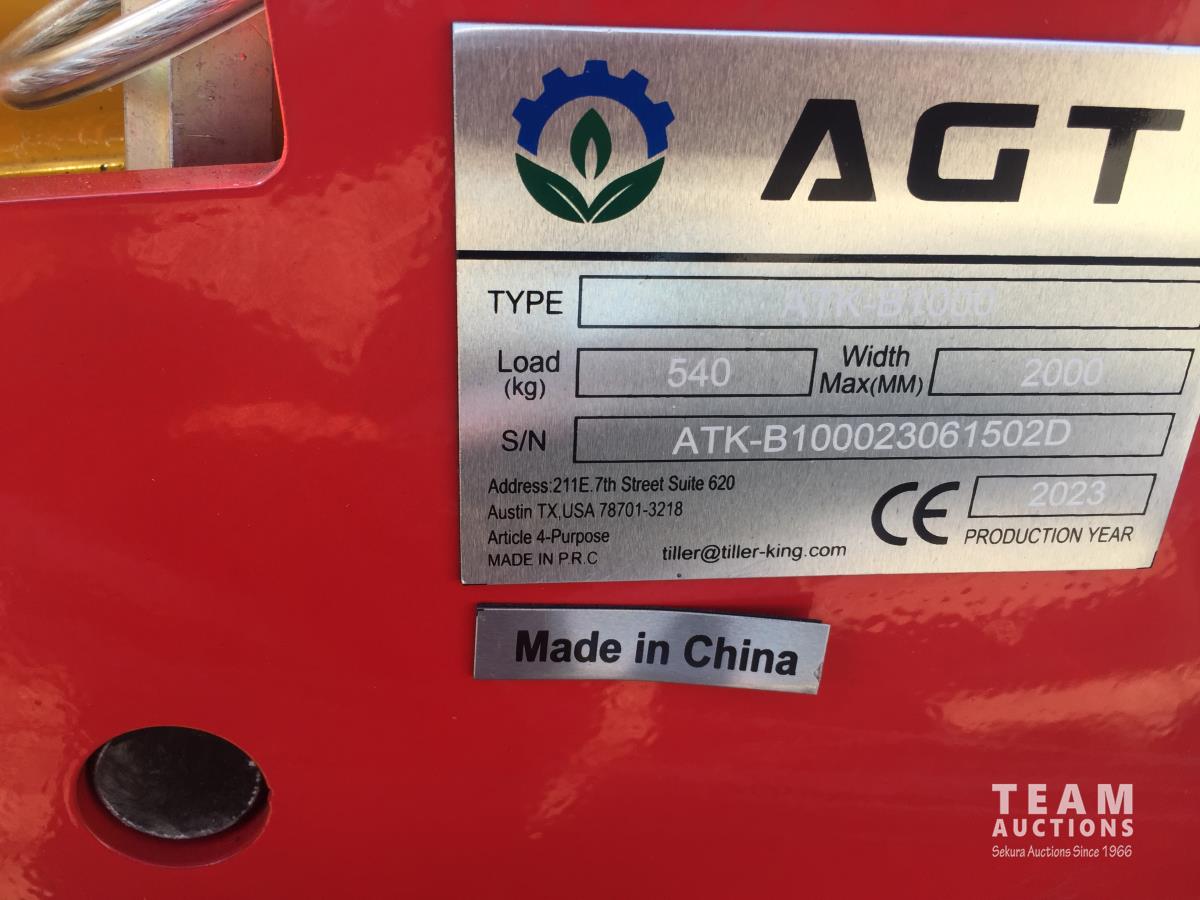 AGT
TYPE ATK-B1000
Load (kg) 540 Width Max(MM) 2000
S/N ATK-B100023061502D
Address:211E.7th Street Suite 620
Austin TX,USA 78701-3218
Article 4-Purpose
MADE IN P.R.C
tiller@tiller-king.com
CE
2023
PRODUCTION YEAR
Made in China
TEAM
AUCTIONS
Sekura Auctions Since 1966